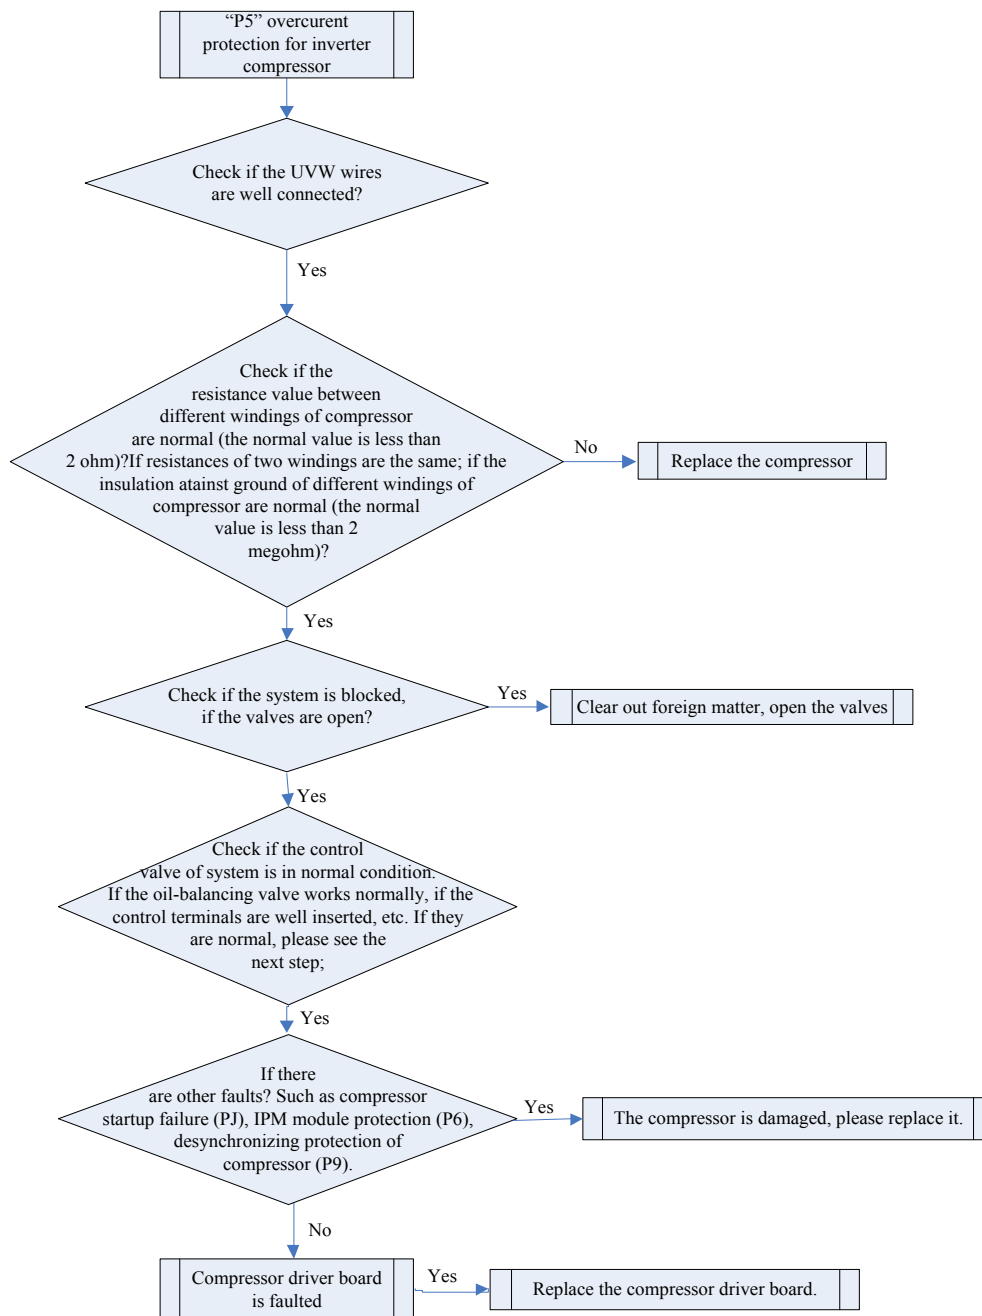 “P5” overcurent
protection for inverter
compressor
Check if the UVW wires
are well connected?
Yes
Check if the
resistance value between
different windings of compressor
are normal (the normal value is less than
2 ohm)?If resistances of two windings are the same; if the
insulation atainst ground of different windings of
compressor are normal (the normal
value is less than 2
megohm)?
No
Replace the compressor
Yes
Check if the system is blocked,
if the valves are open?
Yes
Clear out foreign matter, open the valves
Yes
Check if the control
valve of system is in normal condition.
If the oil-balancing valve works normally, if the
control terminals are well inserted, etc. If they
are normal, please see the
next step;
Yes
If there
are other faults? Such as compressor
startup failure (PJ), IPM module protection (P6),
desynchronizing protection of
compressor (P9).
Yes
The compressor is damaged, please replace it.
No
Compressor driver board
is faulted
Yes
Replace the compressor driver board.